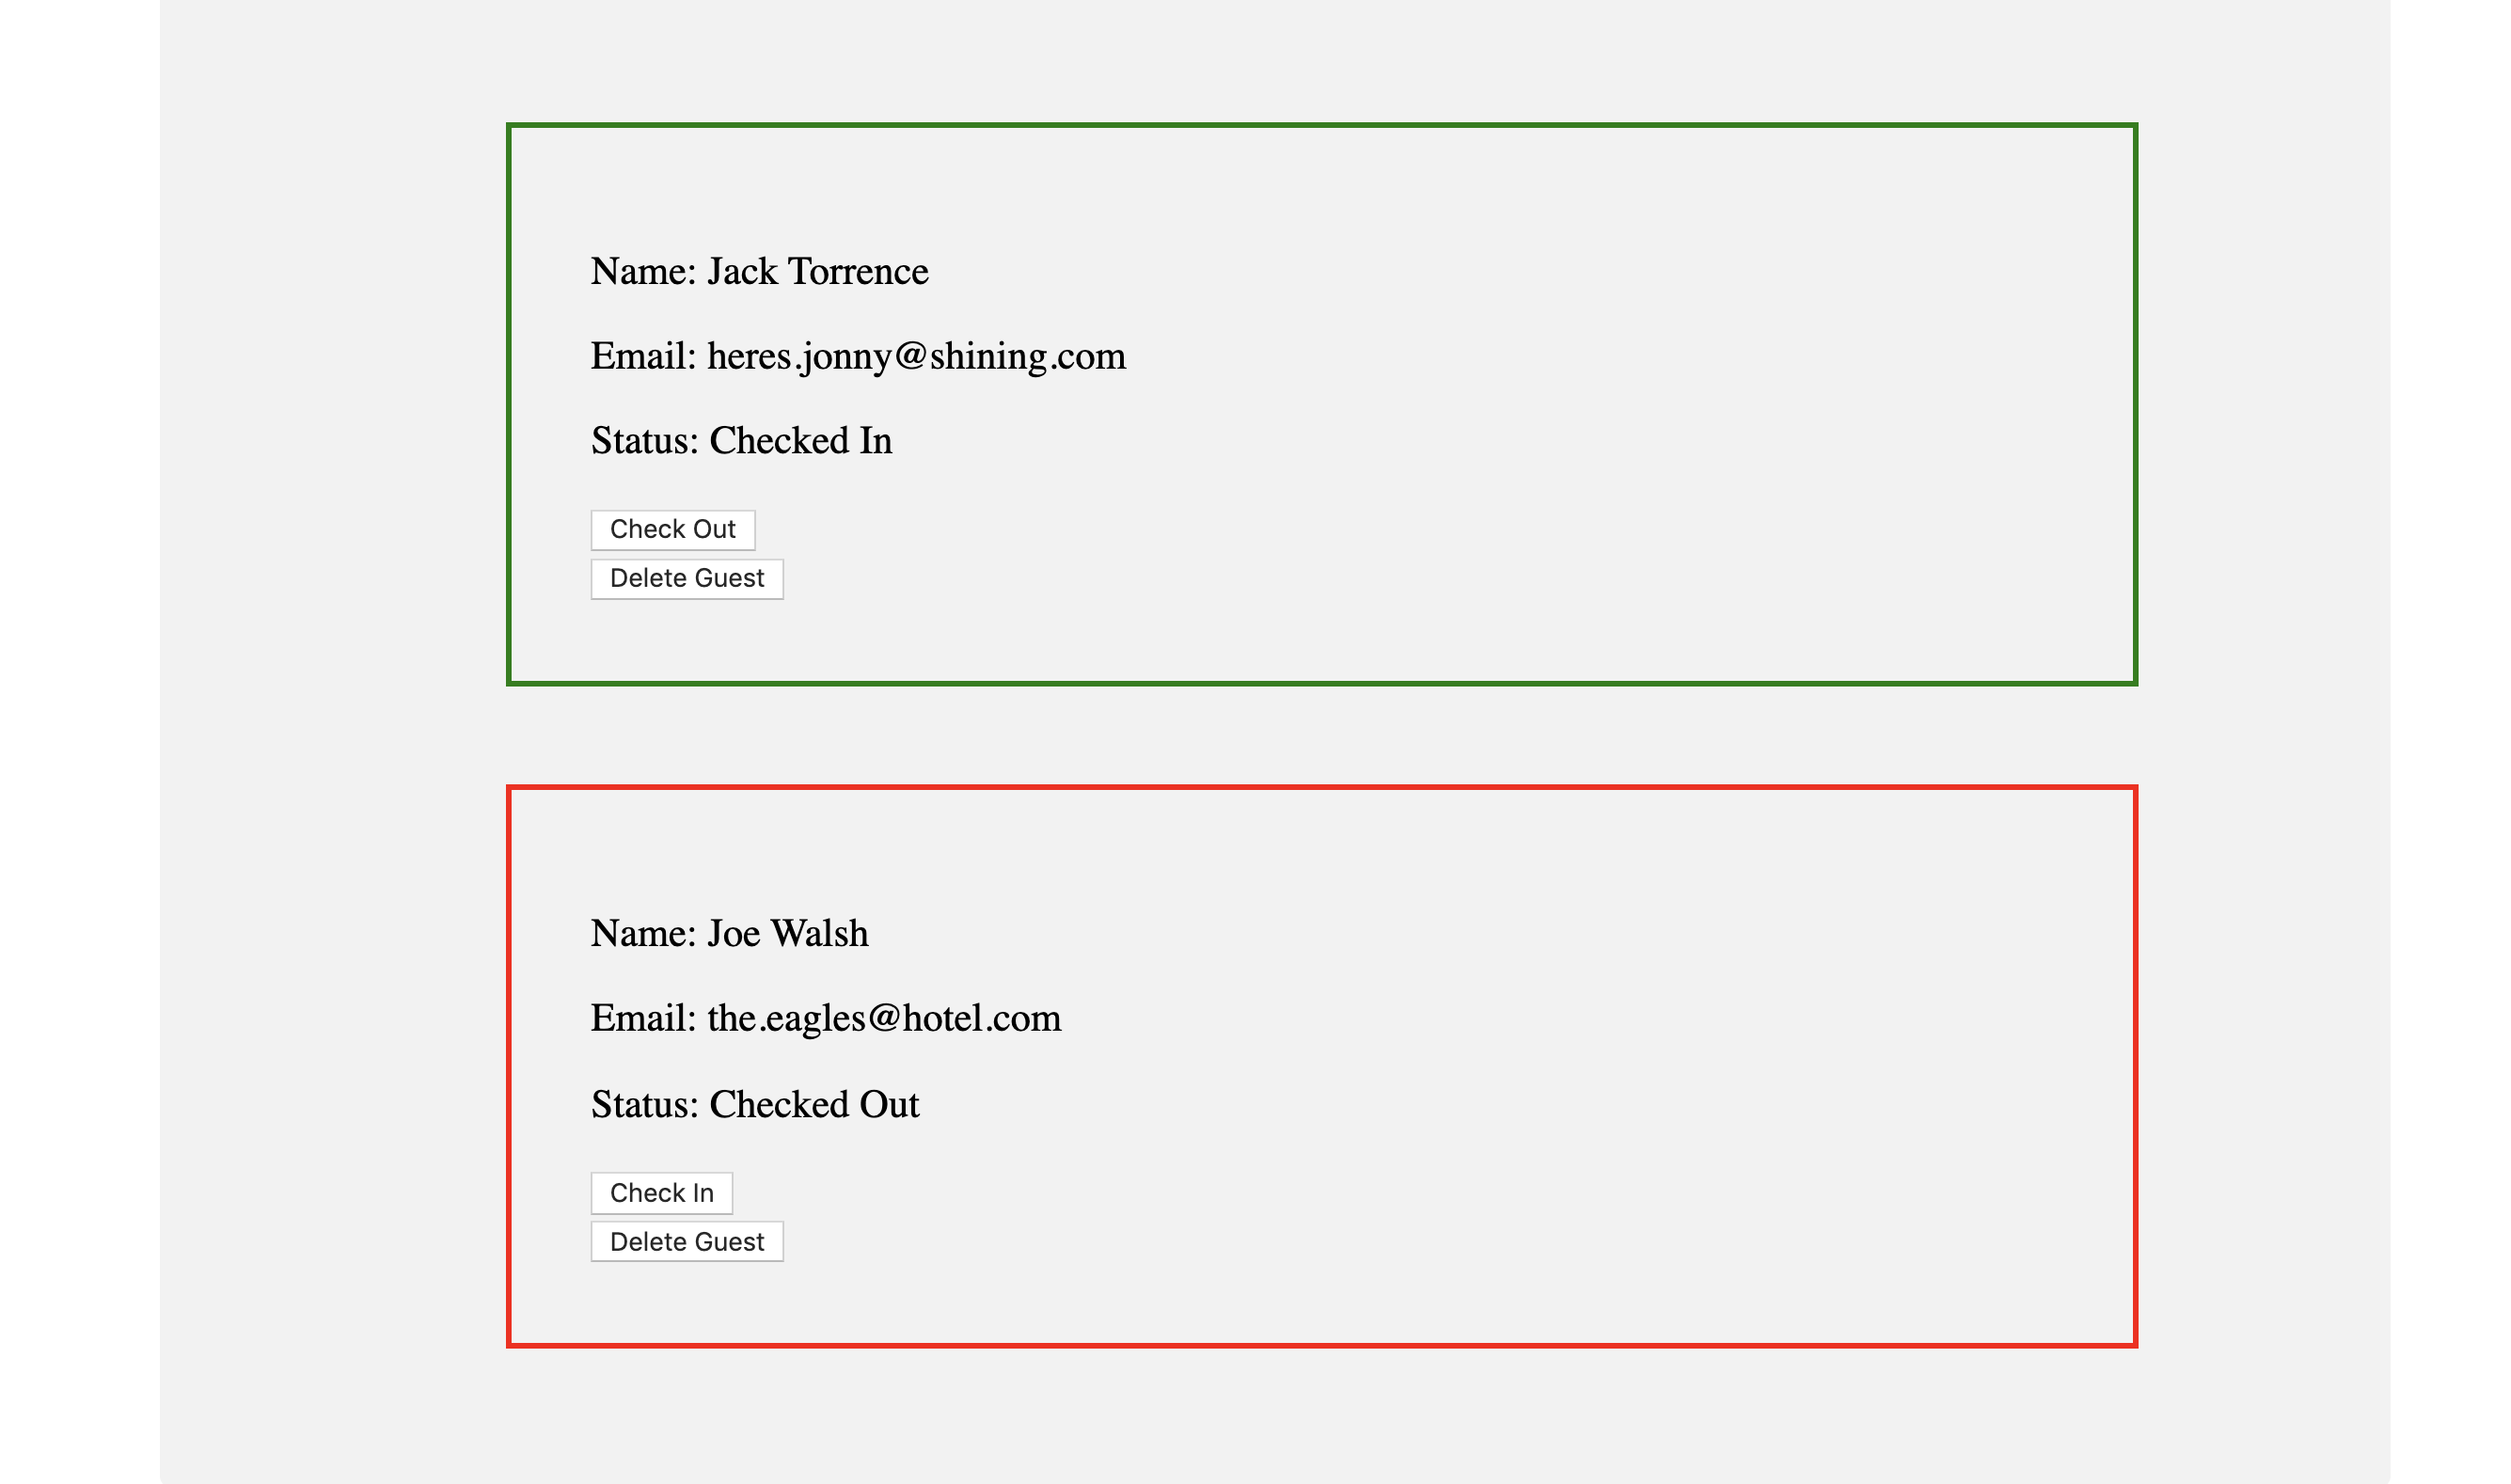 Name: Jack Torrence
Email: heres.jonny@shining.com
Status: Checked In
Check Out
Delete Guest
Name: Joe Walsh
Email: the.eagles@hotel.com
Status: Checked Out
Check In
Delete Guest